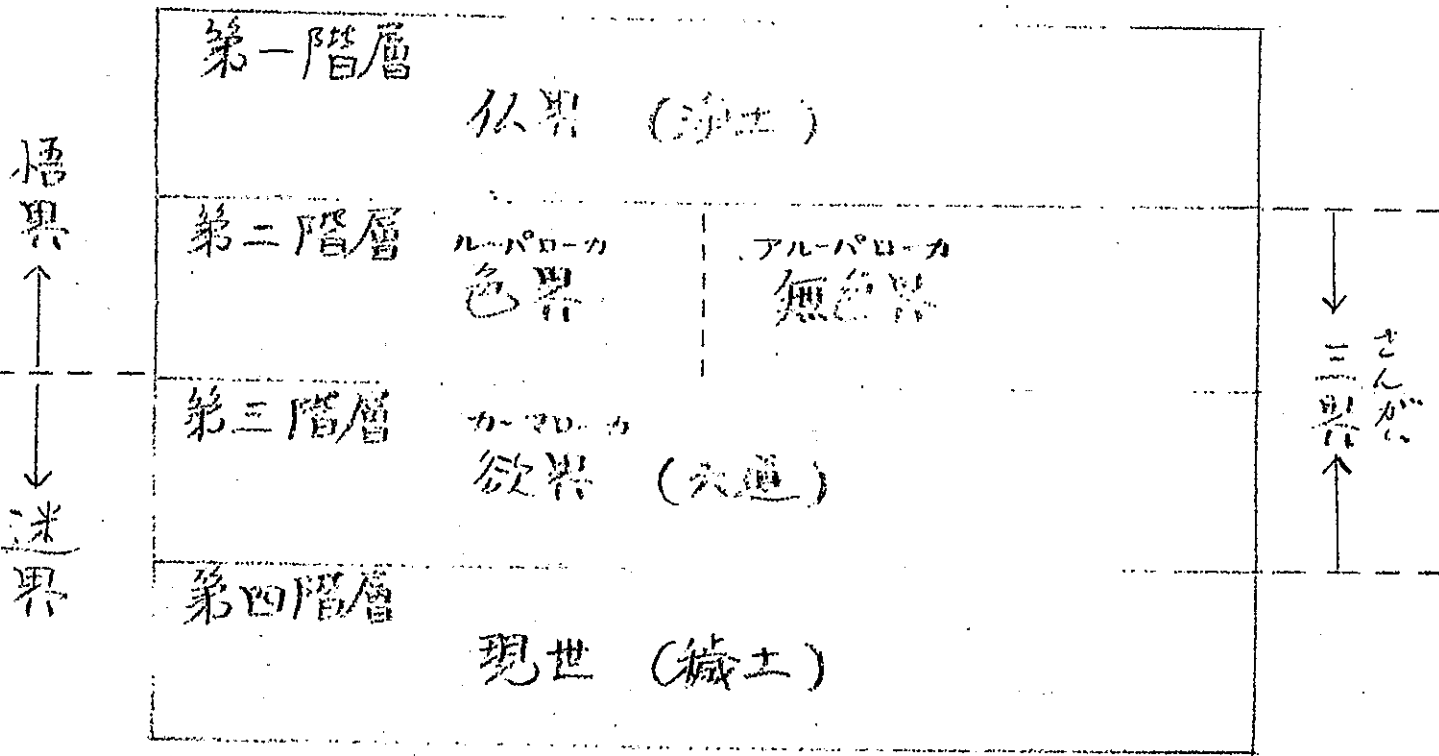 第一階層
仏界 (浄土)
悟界
第二階層
ルーパローカ
色界
アルーパローカ
無色界
さんがい
三界
第三階層
カーマローカ
欲界 (六道)
迷界
第四階層
現世 (穢土)